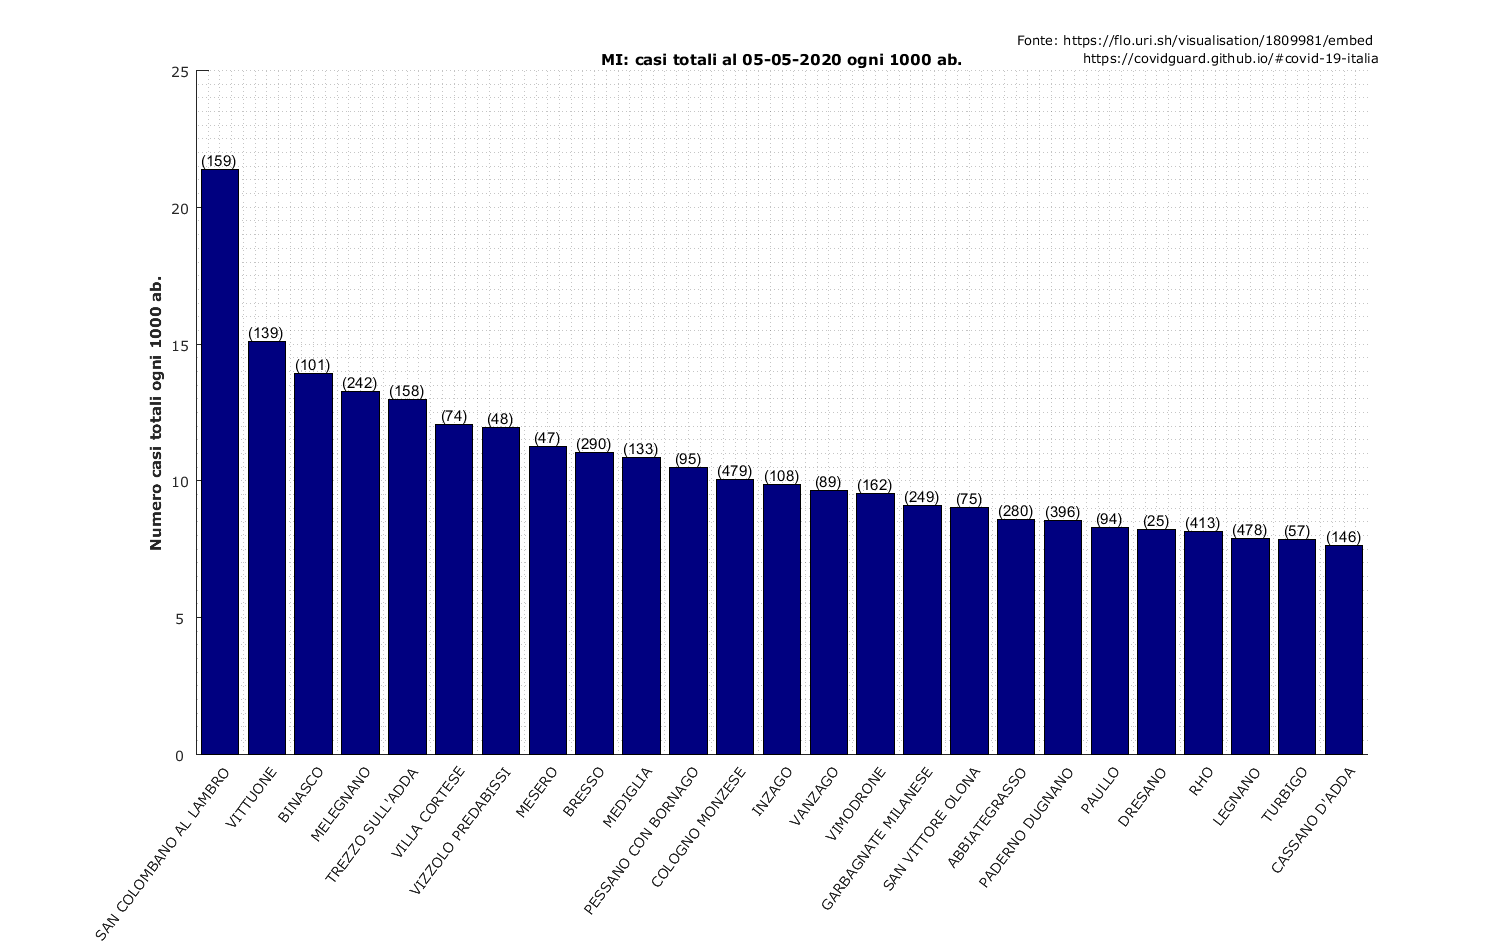 Fonte: https://flo.uri.sh/visualisation/1809981/embed
https://covidguard.github.io/#covid-19-italia
MI: casi totali al 05-05-2020 ogni 1000 ab.
Numero casi totali ogni 1000 ab.
25
20
15
10
5
0
(159)
(139)
(101)
(242)
(158)
(74)
(48)
(47)
(290)
(133)
(95)
(479)
(108)
(89)
(162)
(249)
(75)
(280)
(396)
(94)
(25)
(413)
(478)
(57)
(146)
SAN COLOMBANO AL LAMBRO
VITTUONE
BINASCO
MELEGNANO
TREZZO SULL'ADDA
VILLA CORTESE
VIZZOLO PREDABISSI
MESERO
BRESSO
MEDIGLIA
PESSANO CON BORNAGO
COLOGNO MONZESE
INZAGO
VANZAGO
VIMODRONE
GARBAGNATE MILANESE
SAN VITTORE OLONA
ABBIATEGRASSO
PADERNO DUGNANO
PAULLO
DRESANO
RHO
LEGNANO
TURBIGO
CASSANO D'ADDA